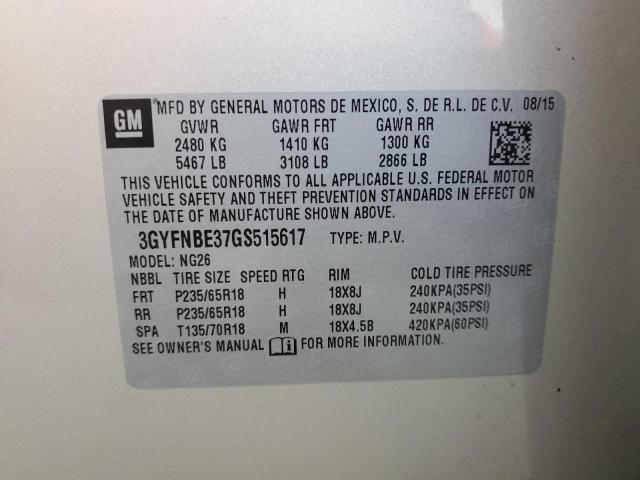 GM
MFD BY GENERAL MOTORS DE MEXICO, S. DE R.L. DE C.V. 08/15
GVWR GAWR FRT GAWR RR
2480 KG 1410 KG 1300 KG
5467 LB 3108 LB 2866 LB
THIS VEHICLE CONFORMS TO ALL APPLICABLE U.S. FEDERAL MOTOR
VEHICLE SAFETY AND THEFT PREVENTION STANDARDS IN EFFECT ON
THE DATE OF MANUFACTURE SHOWN ABOVE.
3GYFNBE37GS515617 TYPE: M.P.V.
MODEL: NG26
NBBL TIRE SIZE SPEED RTG RIM COLD TIRE PRESSURE
FRT P235/65R18 H 18X8J 240KPA(35PSI)
RR P235/65R18 H 18X8J 240KPA(35PSI)
SPA T135/70R18 M 18X4.5B 420KPA(60PSI)
SEE OWNER'S MANUAL FOR MORE INFORMATION.